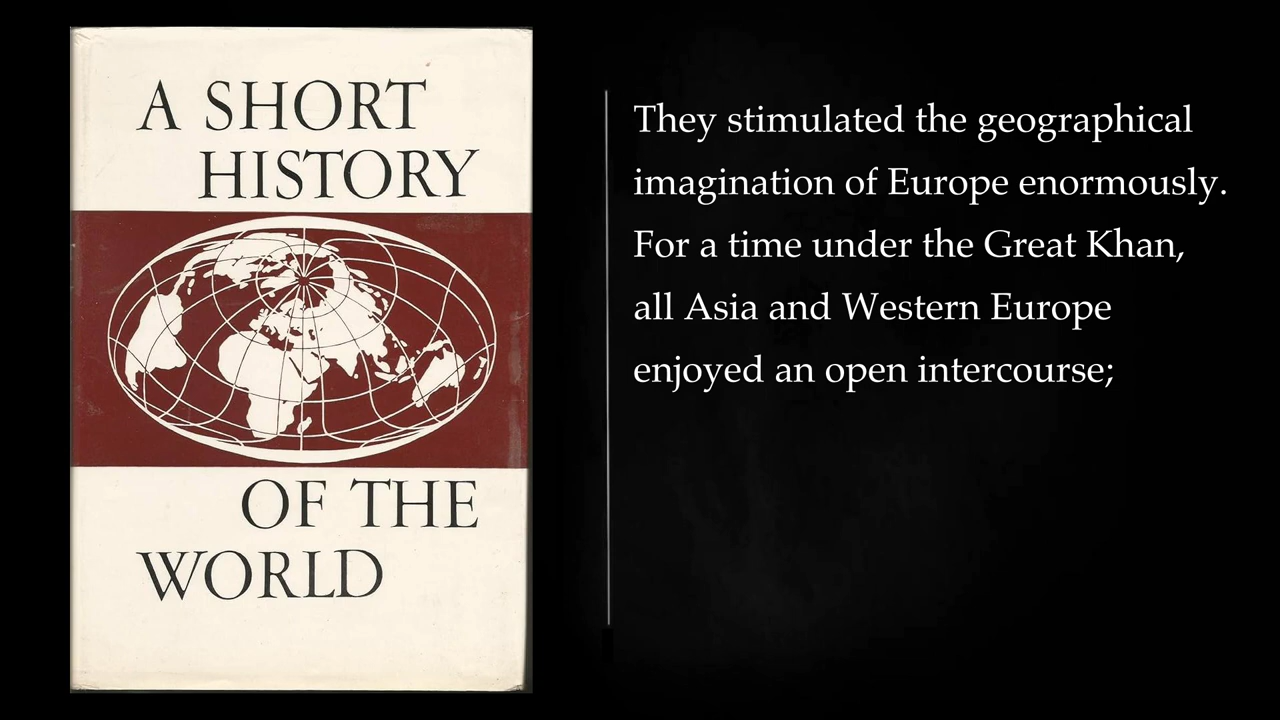 A SHORT
HISTORY
OF THE
WORLD
They stimulated the geographical
imagination of Europe enormously.
For a time under the Great Khan,
all Asia and Western Europe
enjoyed an open intercourse;